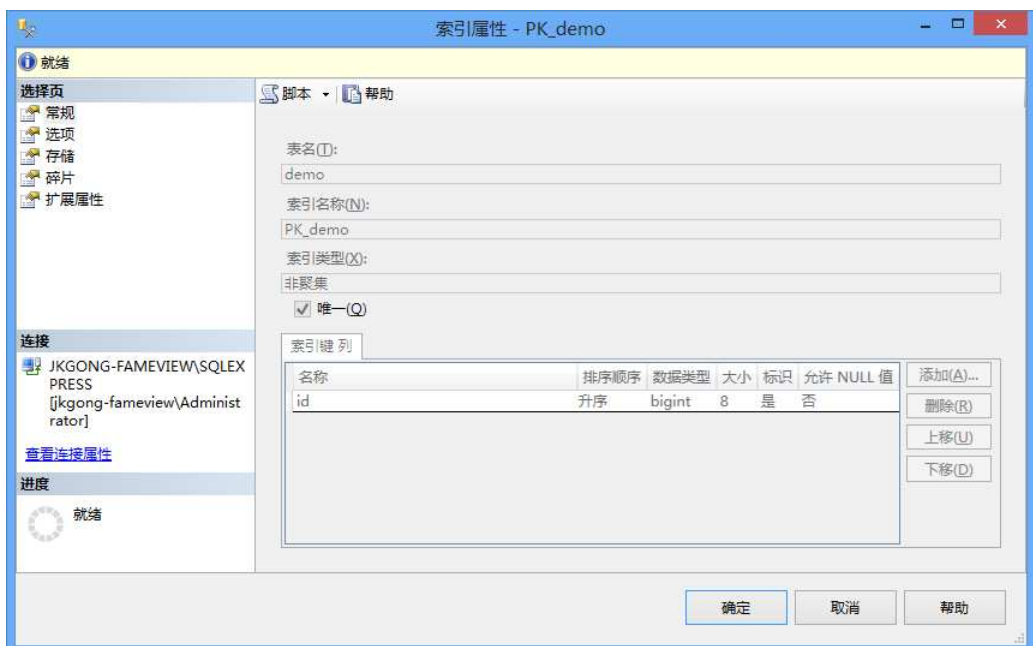 索引属性 - PK_demo
就绪
选择页
常规
选项
存储
碎片
扩展属性
连接
JKGONG-FAMEVIEW\SQLEX
PRESS
[jkgong-fameview\Administ
rator]
查看连接属性
进度
就绪
脚本 帮助
表名(T):
demo
索引名称(N):
PK_demo
索引类型(X):
非聚集
唯一(Q)
索引键 列
名称 排序顺序 数据类型 大小 标识 允许 NULL 值
id 升序 bigint 8 是 否
添加(A)...
删除(R)
上移(U)
下移(D)
确定 取消 帮助